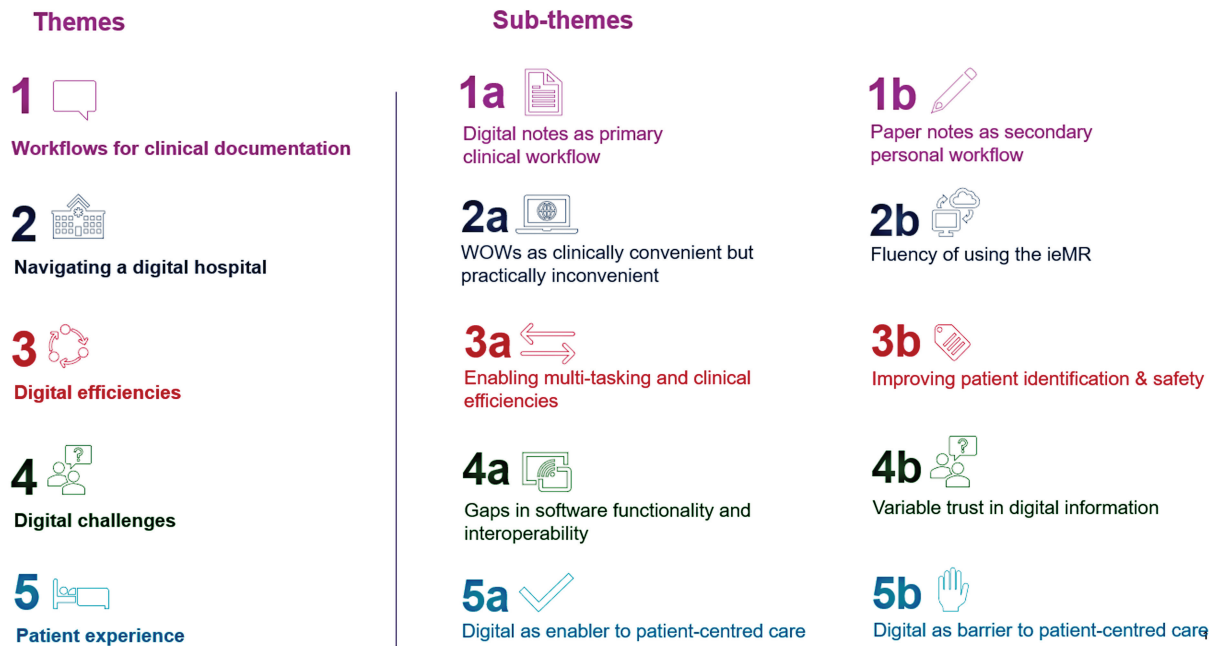 Themes
Sub-themes
1
Workflows for clinical documentation
1a
Digital notes as primary
clinical workflow
1b
Paper notes as secondary
personal workflow
2
Navigating a digital hospital
2a
WOWs as clinically convenient but
practically inconvenient
2b
Fluency of using the ieMR
3
Digital efficiencies
3a
Enabling multi-tasking and clinical
efficiencies
3b
Improving patient identification & safety
4
?
Digital challenges
4a
Gaps in software functionality and
interoperability
4b
?
Variable trust in digital information
5
Patient experience
5a
Digital as enabler to patient-centred care
5b
Digital as barrier to patient-centred care